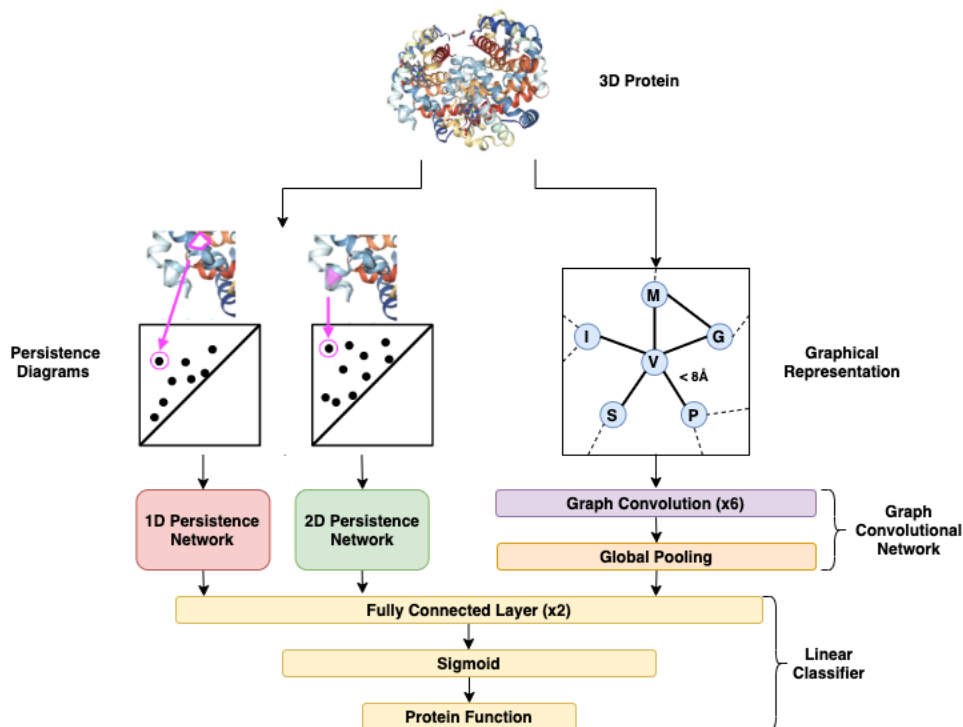 3D Protein
Persistence
Diagrams
M
I
G
V
< 8Å
S
P
Graphical
Representation
1D Persistence
Network
2D Persistence
Network
Graph Convolution (x6)
Global Pooling
Graph
Convolutional
Network
Fully Connected Layer (x2)
Sigmoid
Protein Function
Linear
Classifier